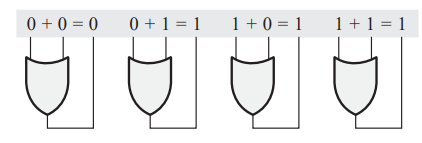 0 + 0 = 0 0 + 1 = 1 1 + 0 = 1 1 + 1 = 1